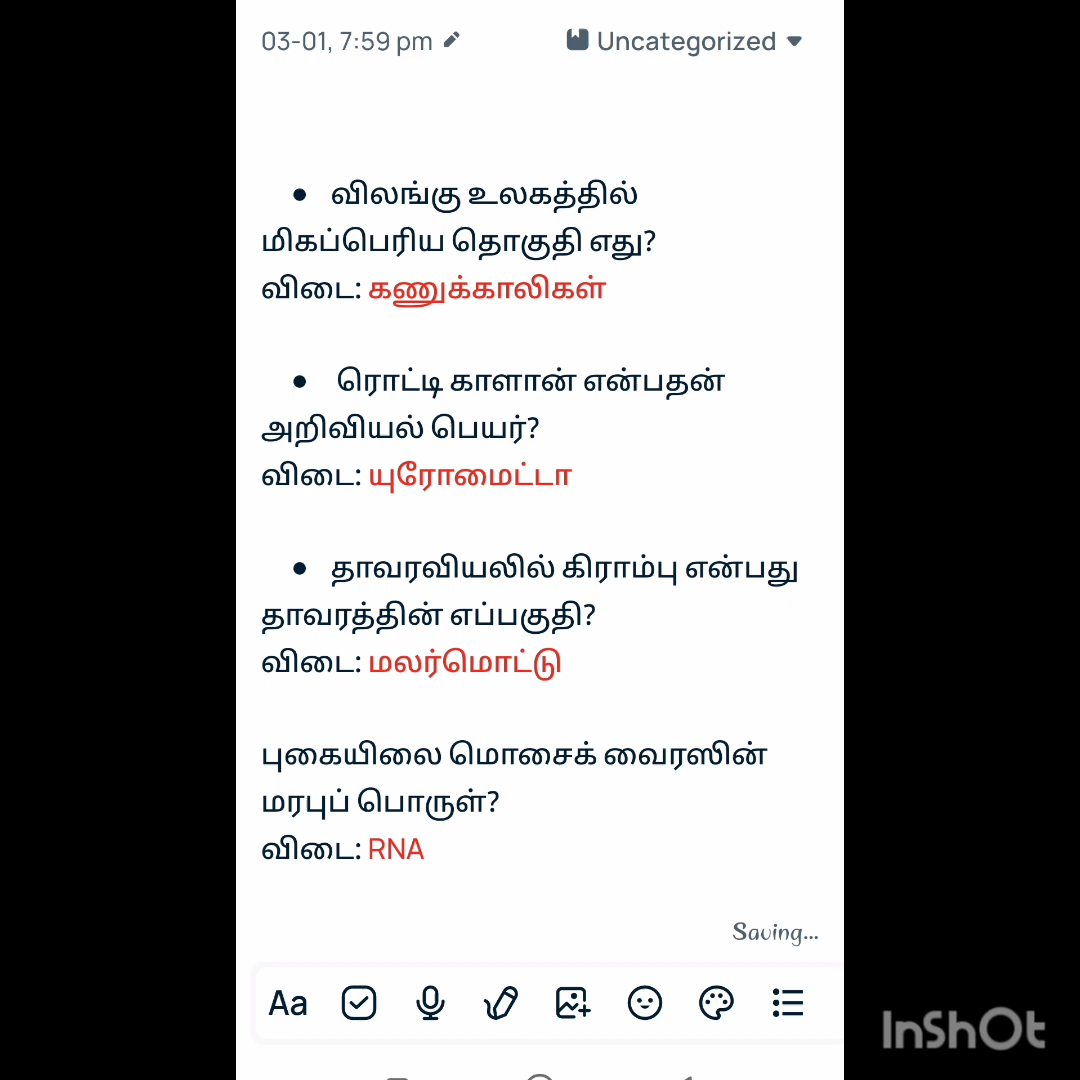 03-01, 7:59 pm Uncategorized
• விலங்கு உலகத்தில்
மிகப்பெரிய தொகுதி எது?
விடை: கணுக்காலிகள்
• ரொட்டி காளான் என்பதன்
அறிவியல் பெயர்?
விடை: யுரோமைட்டா
• தாவரவியலில் கிராம்பு என்பது
தாவரத்தின் எப்பகுதி?
விடை: மலர்மொட்டு
புகையிலை மொசைக் வைரஸின்
மரபுப் பொருள்?
விடை: RNA
Saving...
Aa
InShOt